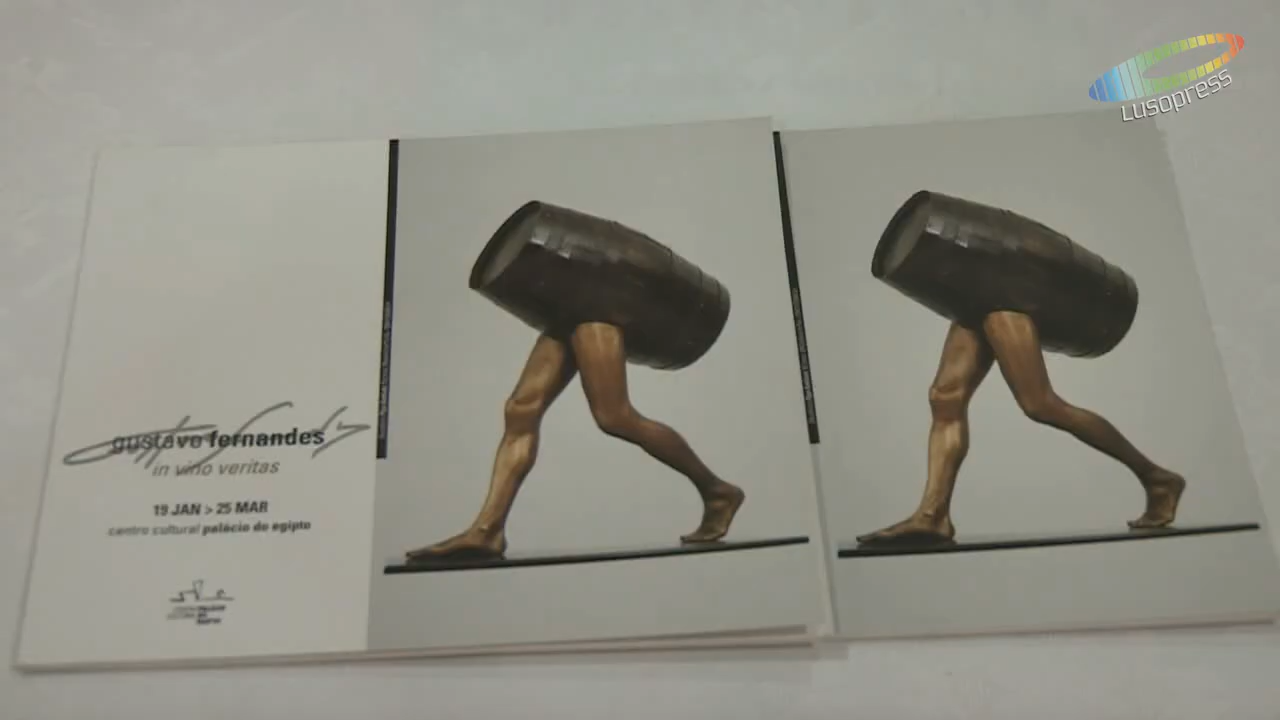 Lusopress
gustavo fernandes
in vino veritas
19 JAN > 25 MAR
centro cultural palácio do egipto